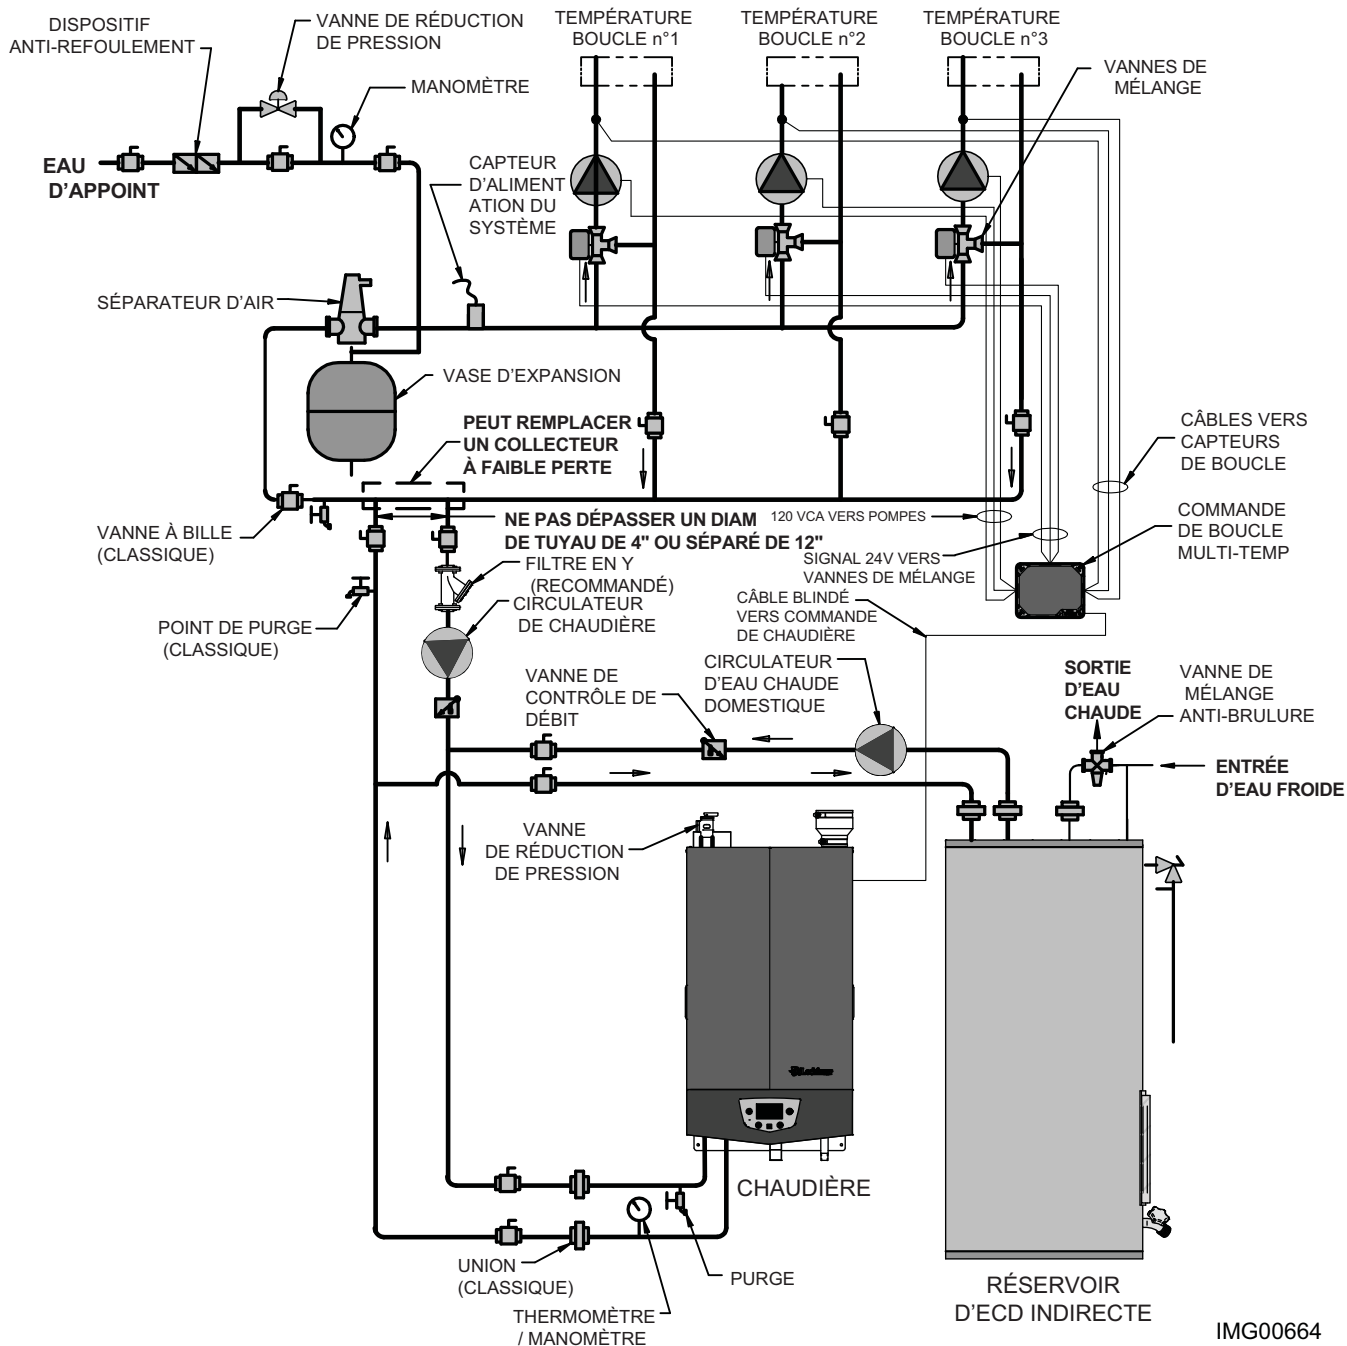 DISPOSITIF
ANTI-REFOULEMENT
VANNE DE RÉDUCTION
DE PRESSION
MANOMÈTRE
TEMPÉRATURE
BOUCLE n°1
TEMPÉRATURE
BOUCLE n°2
TEMPÉRATURE
BOUCLE n°3
VANNES DE
MÉLANGE
EAU
D'APPOINT
CAPTEUR
D'ALIMENT
ATION DU
SYSTÈME
SÉPARATEUR D'AIR
VASE D'EXPANSION
PEUT REMPLACER
UN COLLECTEUR
À FAIBLE PERTE
CÂBLES VERS
CAPTEURS
DE BOUCLE
VANNE À BILLE
(CLASSIQUE)
NE PAS DÉPASSER UN DIAM
DE TUYAU DE 4" OU SÉPARÉ DE 12"
120 VCA VERS POMPES
COMMANDE
DE BOUCLE
MULTI-TEMP
SIGNAL 24V VERS
VANNES DE MÉLANGE
FILTRE EN Y
(RECOMMANDÉ)
CIRCULATEUR
DE CHAUDIÈRE
CÂBLE BLINDÉ
VERS COMMANDE
DE CHAUDIÈRE
POINT DE PURGE
(CLASSIQUE)
VANNE DE
CONTRÔLE DE
DÉBIT
CIRCULATEUR
D'EAU CHAUDE
DOMESTIQUE
SORTIE
D'EAU
CHAUDE
VANNE DE
MÉLANGE
ANTI-BRULURE
ENTRÉE
D'EAU FROIDE
VANNE
DE RÉDUCTION
DE PRESSION
CHAUDIÈRE
UNION
(CLASSIQUE)
PURGE
THERMOMÈTRE
/ MANOMÈTRE
RÉSERVOIR
D'ECD INDIRECTE
IMG00664